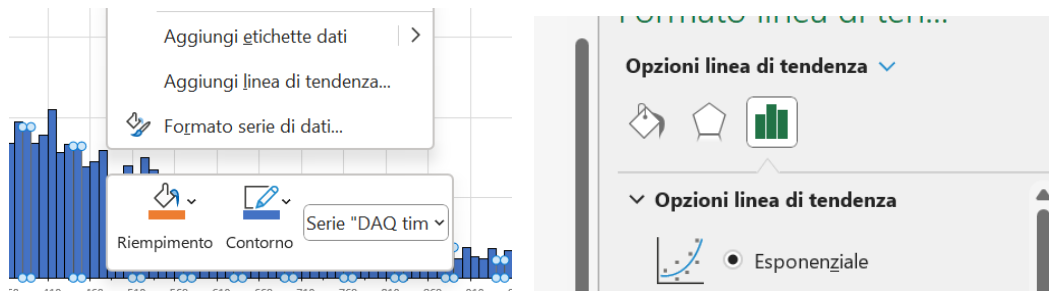 Aggiungi etichette dati
Aggiungi linea di tendenza...
Formato serie di dati...
Riempimento
Contorno
Serie "DAQ tim
Opzioni linea di tendenza
Opzioni linea di tendenza
Esponenziale